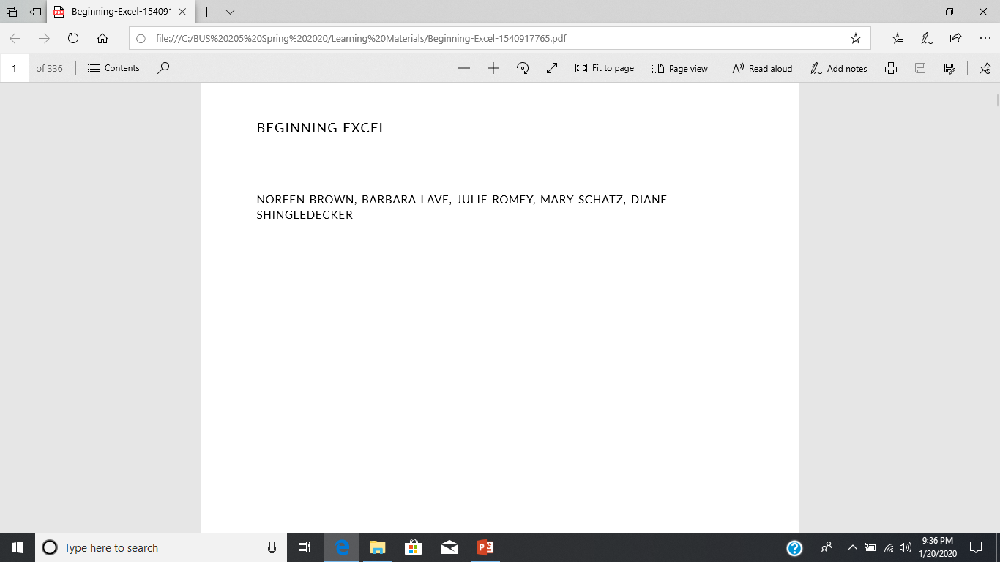 Beginning-Excel-15409
file:///C:/BUS%20205%20Spring%202020/Learning%20Materials/Beginning-Excel-1540917765.pdf
1 of 336 Contents Fit to page Page view Read aloud Add notes
BEGINNING EXCEL
NOREEN BROWN, BARBARA LAVE, JULIE ROMEY, MARY SCHATZ, DIANE
SHINGLEDECKER
Type here to search
9:36 PM
1/20/2020